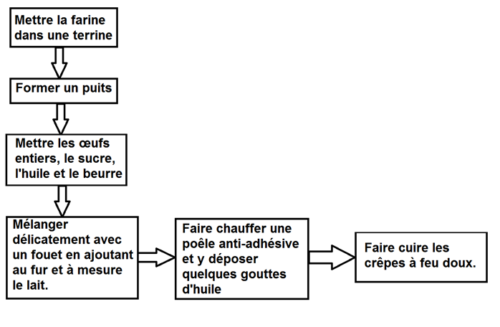 Mettre la farine
dans une terrine
Former un puits
Mettre les œufs
entiers, le sucre,
l'huile et le beurre
Mélanger
délicatement avec
un fouet en ajoutant
au fur et à mesure
le lait.
Faire chauffer une
poêle anti-adhésive
et y déposer
quelques gouttes
d'huile
Faire cuire les
crêpes à feu doux.